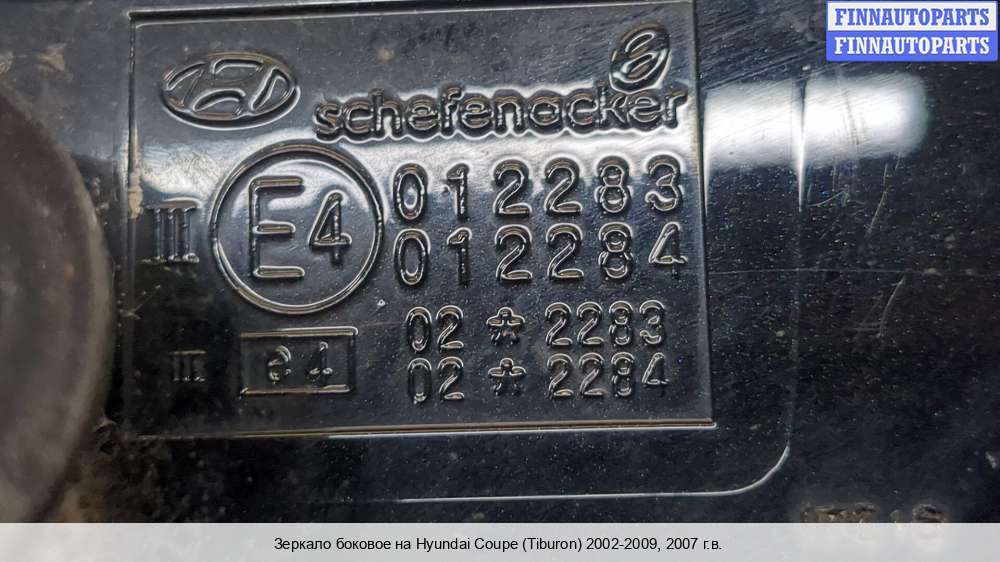 FINNAUTOPARTS
FINNAUTOPARTS
schefenacker
III E4 012283
012284
02 * 2283
III e4 02 * 2284
Зеркало боковое на Hyundai Coupe (Tiburon) 2002-2009, 2007 г.в.